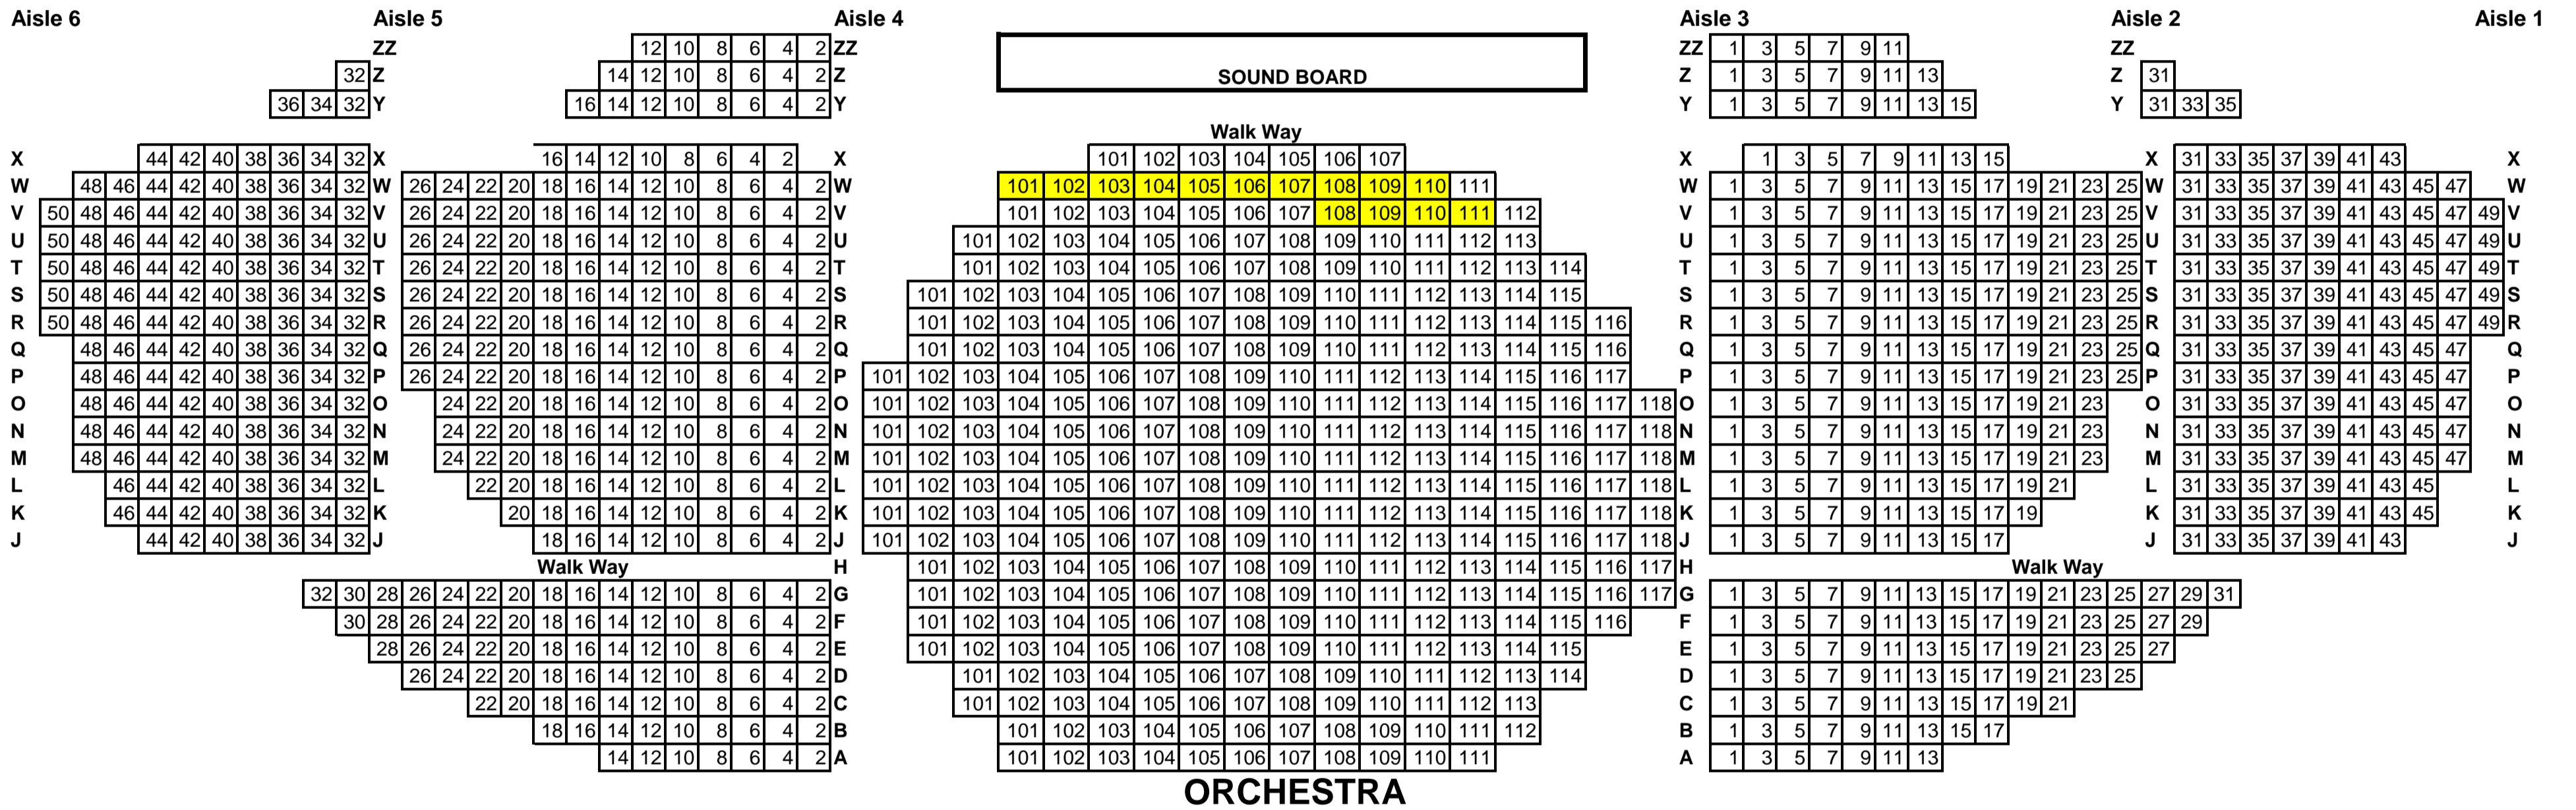 Aisle 6 Aisle 5 Aisle 4 Aisle 3 Aisle 2 Aisle 1
ZZ 12 10 8 6 4 2 ZZ ZZ 1 3 5 7 9 11 ZZ
32 Z 14 12 10 8 6 4 2 Z SOUND BOARD Z 1 3 5 7 9 11 13 Z 31
36 34 32 Y 16 14 12 10 8 6 4 2 Y Y 1 3 5 7 9 11 13 15 Y 31 33 35
Walk Way
X 44 42 40 38 36 34 32 X 16 14 12 10 8 6 4 2 X 101 102 103 104 105 106 107 X 1 3 5 7 9 11 13 15 X 31 33 35 37 39 41 43 X
W 48 46 44 42 40 38 36 34 32 W 26 24 22 20 18 16 14 12 10 8 6 4 2 W 101 102 103 104 105 106 107 108 109 110 111 W 1 3 5 7 9 11 13 15 17 19 21 23 25 W 31 33 35 37 39 41 43 45 47 W
V 50 48 46 44 42 40 38 36 34 32 V 26 24 22 20 18 16 14 12 10 8 6 4 2 V 101 102 103 104 105 106 107 108 109 110 111 112 V 1 3 5 7 9 11 13 15 17 19 21 23 25 V 31 33 35 37 39 41 43 45 47 49 V
U 50 48 46 44 42 40 38 36 34 32 U 26 24 22 20 18 16 14 12 10 8 6 4 2 U 101 102 103 104 105 106 107 108 109 110 111 112 113 U 1 3 5 7 9 11 13 15 17 19 21 23 25 U 31 33 35 37 39 41 43 45 47 49 U
T 50 48 46 44 42 40 38 36 34 32 T 26 24 22 20 18 16 14 12 10 8 6 4 2 T 101 102 103 104 105 106 107 108 109 110 111 112 113 114 T 1 3 5 7 9 11 13 15 17 19 21 23 25 T 31 33 35 37 39 41 43 45 47 49 T
S 50 48 46 44 42 40 38 36 34 32 S 26 24 22 20 18 16 14 12 10 8 6 4 2 S 101 102 103 104 105 106 107 108 109 110 111 112 113 114 115 S 1 3 5 7 9 11 13 15 17 19 21 23 25 S 31 33 35 37 39 41 43 45 47 49 S
R 50 48 46 44 42 40 38 36 34 32 R 26 24 22 20 18 16 14 12 10 8 6 4 2 R 101 102 103 104 105 106 107 108 109 110 111 112 113 114 115 116 R 1 3 5 7 9 11 13 15 17 19 21 23 25 R 31 33 35 37 39 41 43 45 47 49 R
Q 48 46 44 42 40 38 36 34 32 Q 26 24 22 20 18 16 14 12 10 8 6 4 2 Q 101 102 103 104 105 106 107 108 109 110 111 112 113 114 115 116 Q 1 3 5 7 9 11 13 15 17 19 21 23 25 Q 31 33 35 37 39 41 43 45 47 Q
P 48 46 44 42 40 38 36 34 32 P 26 24 22 20 18 16 14 12 10 8 6 4 2 P 101 102 103 104 105 106 107 108 109 110 111 112 113 114 115 116 117 P 1 3 5 7 9 11 13 15 17 19 21 23 25 P 31 33 35 37 39 41 43 45 47 P
O 48 46 44 42 40 38 36 34 32 O 24 22 20 18 16 14 12 10 8 6 4 2 O 101 102 103 104 105 106 107 108 109 110 111 112 113 114 115 116 117 118 O 1 3 5 7 9 11 13 15 17 19 21 23 O 31 33 35 37 39 41 43 45 47 O
N 48 46 44 42 40 38 36 34 32 N 24 22 20 18 16 14 12 10 8 6 4 2 N 101 102 103 104 105 106 107 108 109 110 111 112 113 114 115 116 117 118 N 1 3 5 7 9 11 13 15 17 19 21 23 N 31 33 35 37 39 41 43 45 47 N
M 48 46 44 42 40 38 36 34 32 M 24 22 20 18 16 14 12 10 8 6 4 2 M 101 102 103 104 105 106 107 108 109 110 111 112 113 114 115 116 117 118 M 1 3 5 7 9 11 13 15 17 19 21 23 M 31 33 35 37 39 41 43 45 47 M
L 46 44 42 40 38 36 34 32 L 22 20 18 16 14 12 10 8 6 4 2 L 101 102 103 104 105 106 107 108 109 110 111 112 113 114 115 116 117 118 L 1 3 5 7 9 11 13 15 17 19 21 L 31 33 35 37 39 41 43 45 L
K 46 44 42 40 38 36 34 32 K 20 18 16 14 12 10 8 6 4 2 K 101 102 103 104 105 106 107 108 109 110 111 112 113 114 115 116 117 118 K 1 3 5 7 9 11 13 15 17 19 K 31 33 35 37 39 41 43 45 K
J 44 42 40 38 36 34 32 J 18 16 14 12 10 8 6 4 2 J 101 102 103 104 105 106 107 108 109 110 111 112 113 114 115 116 117 118 J 1 3 5 7 9 11 13 15 17 J 31 33 35 37 39 41 43 J
Walk Way H 101 102 103 104 105 106 107 108 109 110 111 112 113 114 115 116 117 H Walk Way
32 30 28 26 24 22 20 18 16 14 12 10 8 6 4 2 G 101 102 103 104 105 106 107 108 109 110 111 112 113 114 115 116 117 G 1 3 5 7 9 11 13 15 17 19 21 23 25 27 29 31
30 28 26 24 22 20 18 16 14 12 10 8 6 4 2 F 101 102 103 104 105 106 107 108 109 110 111 112 113 114 115 116 F 1 3 5 7 9 11 13 15 17 19 21 23 25 27 29
28 26 24 22 20 18 16 14 12 10 8 6 4 2 E 101 102 103 104 105 106 107 108 109 110 111 112 113 114 115 E 1 3 5 7 9 11 13 15 17 19 21 23 25 27
26 24 22 20 18 16 14 12 10 8 6 4 2 D 101 102 103 104 105 106 107 108 109 110 111 112 113 114 D 1 3 5 7 9 11 13 15 17 19 21 23 25
22 20 18 16 14 12 10 8 6 4 2 C 101 102 103 104 105 106 107 108 109 110 111 112 113 C 1 3 5 7 9 11 13 15 17 19 21
18 16 14 12 10 8 6 4 2 B 101 102 103 104 105 106 107 108 109 110 111 112 B 1 3 5 7 9 11 13 15 17
14 12 10 8 6 4 2 A 101 102 103 104 105 106 107 108 109 110 111 A 1 3 5 7 9 11 13
ORCHESTRA